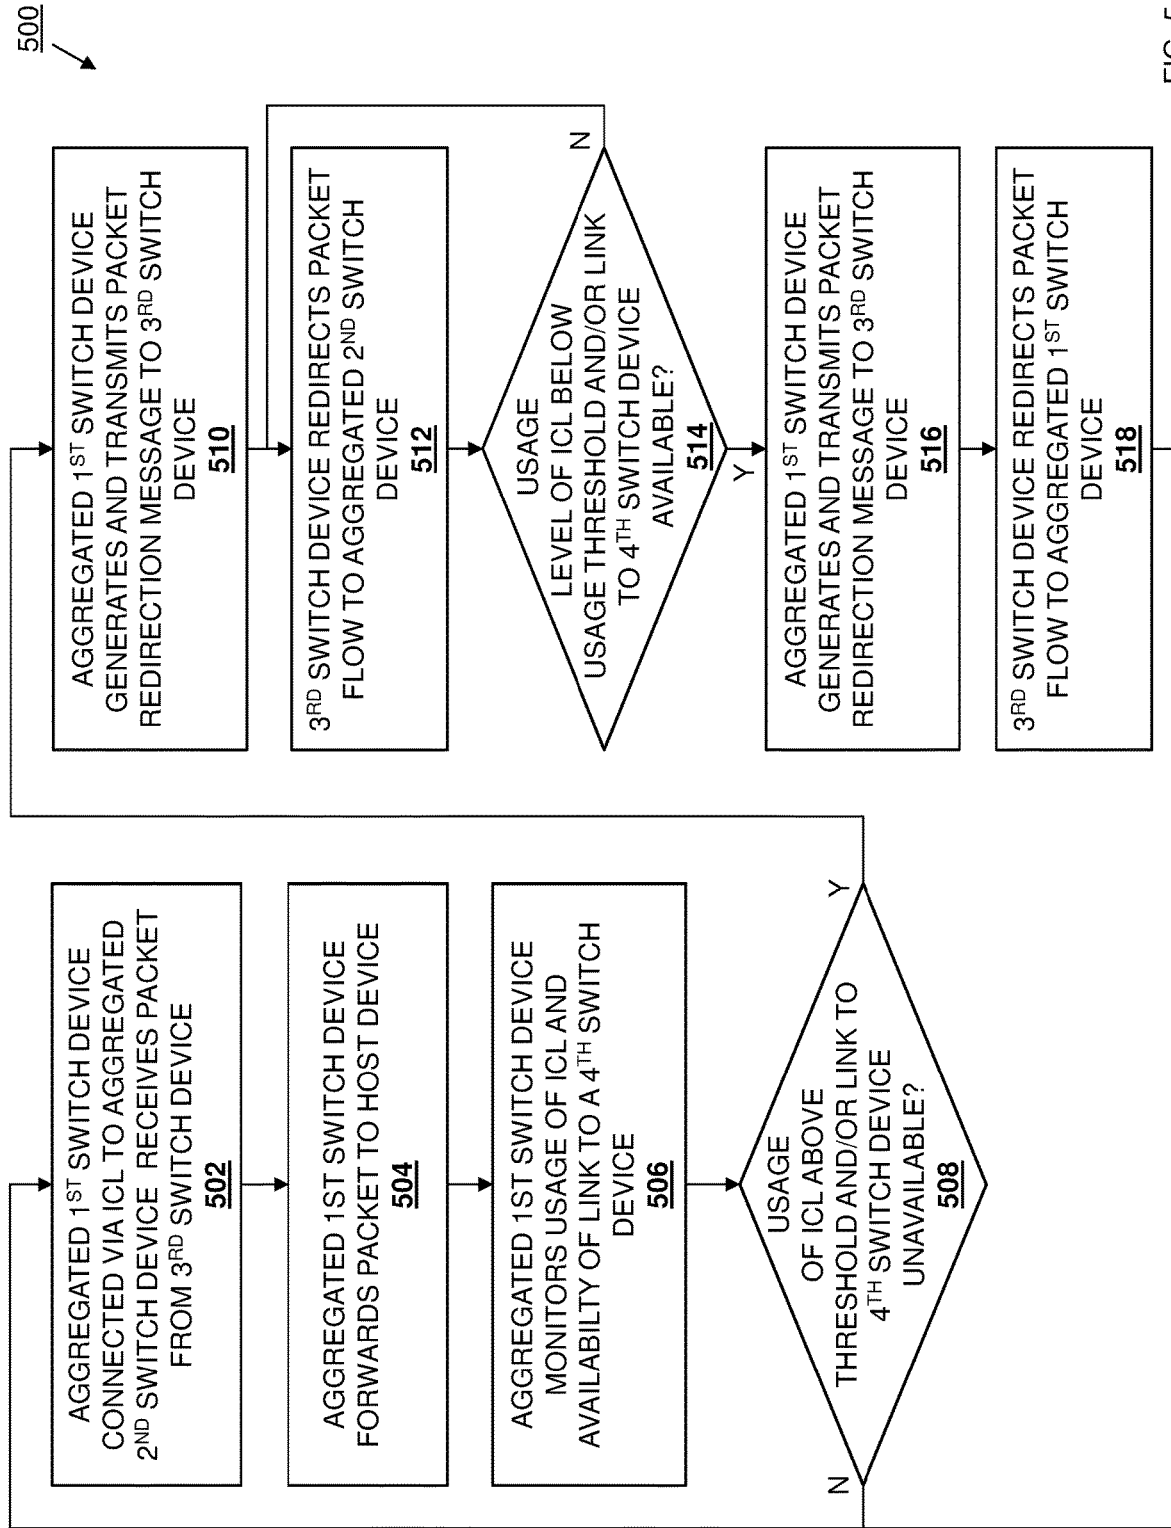 500
AGGREGATED 1ST SWITCH DEVICE
CONNECTED VIA ICL TO AGGREGATED
2ND SWITCH DEVICE RECEIVES PACKET
FROM 3RD SWITCH DEVICE
502
AGGREGATED 1ST SWITCH DEVICE
FORWARDS PACKET TO HOST DEVICE
504
AGGREGATED 1ST SWITCH DEVICE
MONITORS USAGE OF ICL AND
AVAILABILTY OF LINK TO A 4TH SWITCH
DEVICE
506
USAGE
OF ICL ABOVE
THRESHOLD AND/OR LINK TO
4TH SWITCH DEVICE
UNAVAILABLE?
508
N
Y
AGGREGATED 1ST SWITCH DEVICE
GENERATES AND TRANSMITS PACKET
REDIRECTION MESSAGE TO 3RD SWITCH
DEVICE
510
3RD SWITCH DEVICE REDIRECTS PACKET
FLOW TO AGGREGATED 2ND SWITCH
DEVICE
512
USAGE
LEVEL OF ICL BELOW
USAGE THRESHOLD AND/OR LINK
TO 4TH SWITCH DEVICE
AVAILABLE?
514
N
Y
AGGREGATED 1ST SWITCH DEVICE
GENERATES AND TRANSMITS PACKET
REDIRECTION MESSAGE TO 3RD SWITCH
DEVICE
516
3RD SWITCH DEVICE REDIRECTS PACKET
FLOW TO AGGREGATED 1ST SWITCH
DEVICE
518